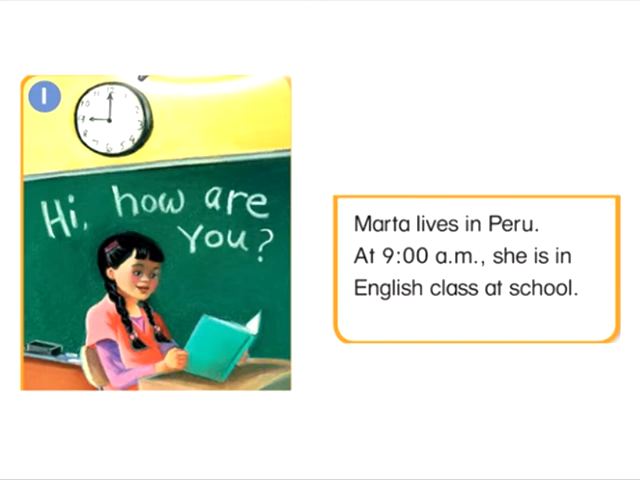 1
Hi, how are
you?
Marta lives in Peru.
At 9:00 a.m., she is in
English class at school.